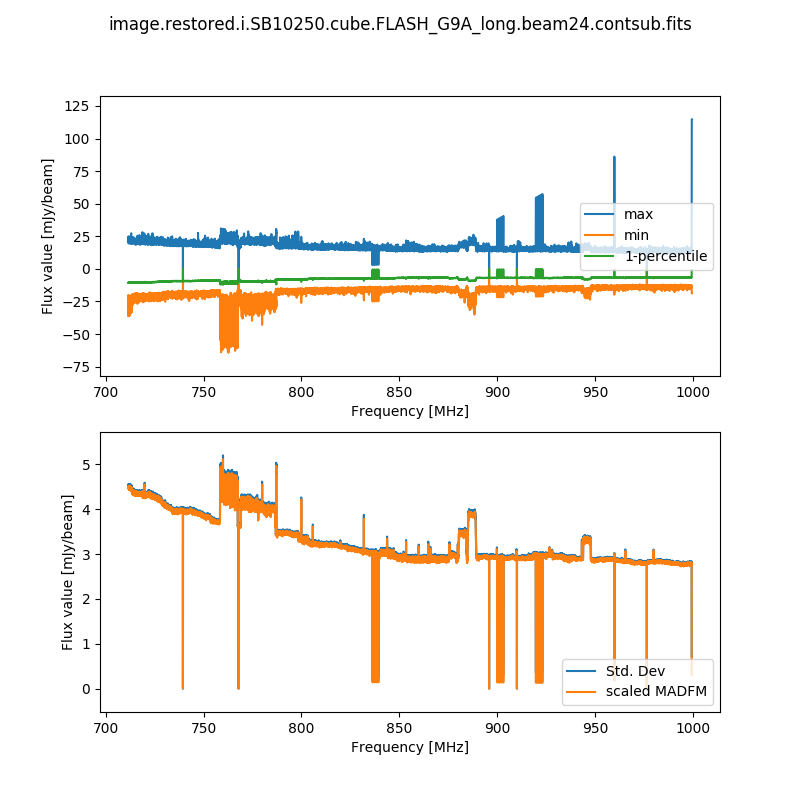 image.restored.i.SB10250.cube.FLASH_G9A_long.beam24.contsub.fits
125
100
75
50
25
0
−25
−50
−75
Flux value [mJy/beam]
max
min
1-percentile
700
750
800
850
900
950
1000
Frequency [MHz]
5
4
3
2
1
0
Flux value [mJy/beam]
Std. Dev
scaled MADFM
700
750
800
850
900
950
1000
Frequency [MHz]